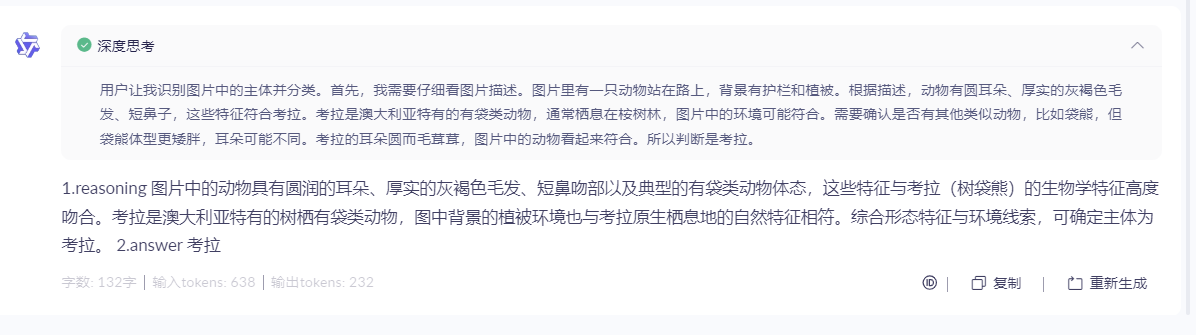 深度思考
用户让我识别图片中的主体并分类。首先，我需要仔细看图片描述。图片里有一只动物站在路上，背景有护栏和植被。根据描述，动物有圆耳朵、厚实的灰褐色毛
发、短鼻子，这些特征符合考拉。考拉是澳大利亚特有的有袋类动物，通常栖息在桉树林，图片中的环境可能符合。需要确认是否有其他类似动物，比如袋熊，但
袋熊体型更矮胖，耳朵可能不同。考拉的耳朵圆而毛茸茸，图片中的动物看起来符合。所以判断是考拉。
1.reasoning 图片中的动物具有圆润的耳朵、厚实的灰褐色毛发、短鼻吻部以及典型的有袋类动物体态，这些特征与考拉（树袋熊）的生物学特征高度
吻合。考拉是澳大利亚特有的树栖有袋类动物，图中背景的植被环境也与考拉原生栖息地的自然特征相符。综合形态特征与环境线索，可确定主体为
考拉。 2.answer 考拉
字数: 132字 | 输入tokens: 638 | 输出tokens: 232 ID | 复制 | 重新生成